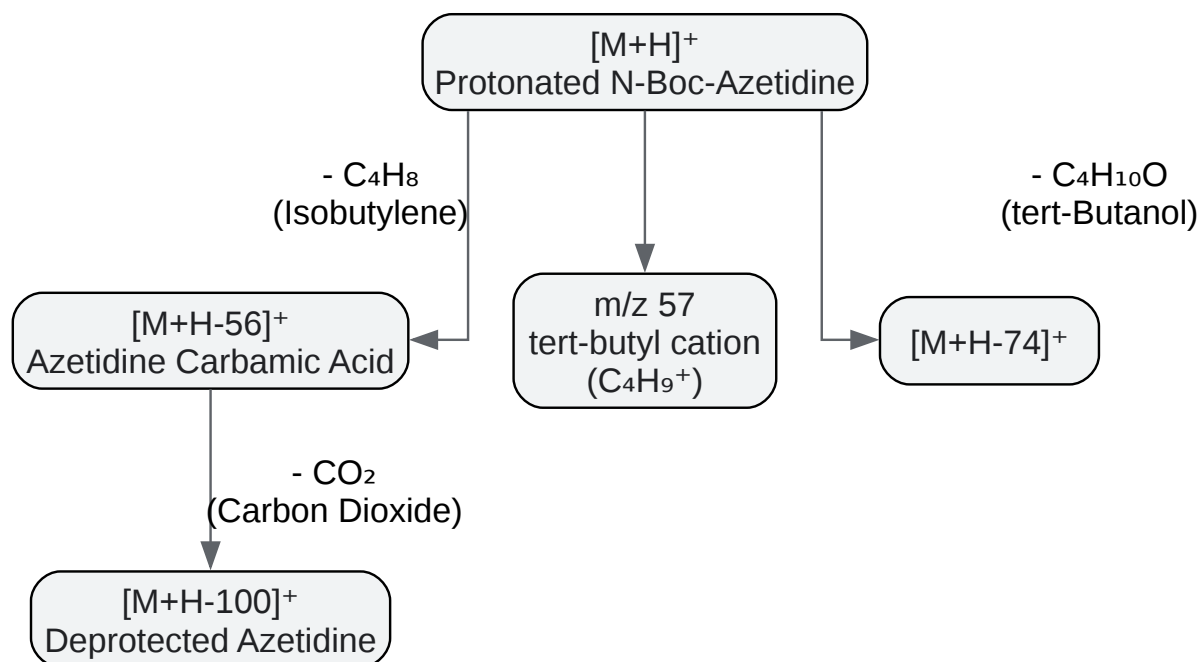 [M+H]⁺
Protonated N-Boc-Azetidine
- C₄H₈
(Isobutylene)
- C₄H₁₀O
(tert-Butanol)
[M+H-56]⁺
Azetidine Carbamic Acid
m/z 57
tert-butyl cation
(C₄H₉⁺)
[M+H-74]⁺
- CO₂
(Carbon Dioxide)
[M+H-100]⁺
Deprotected Azetidine